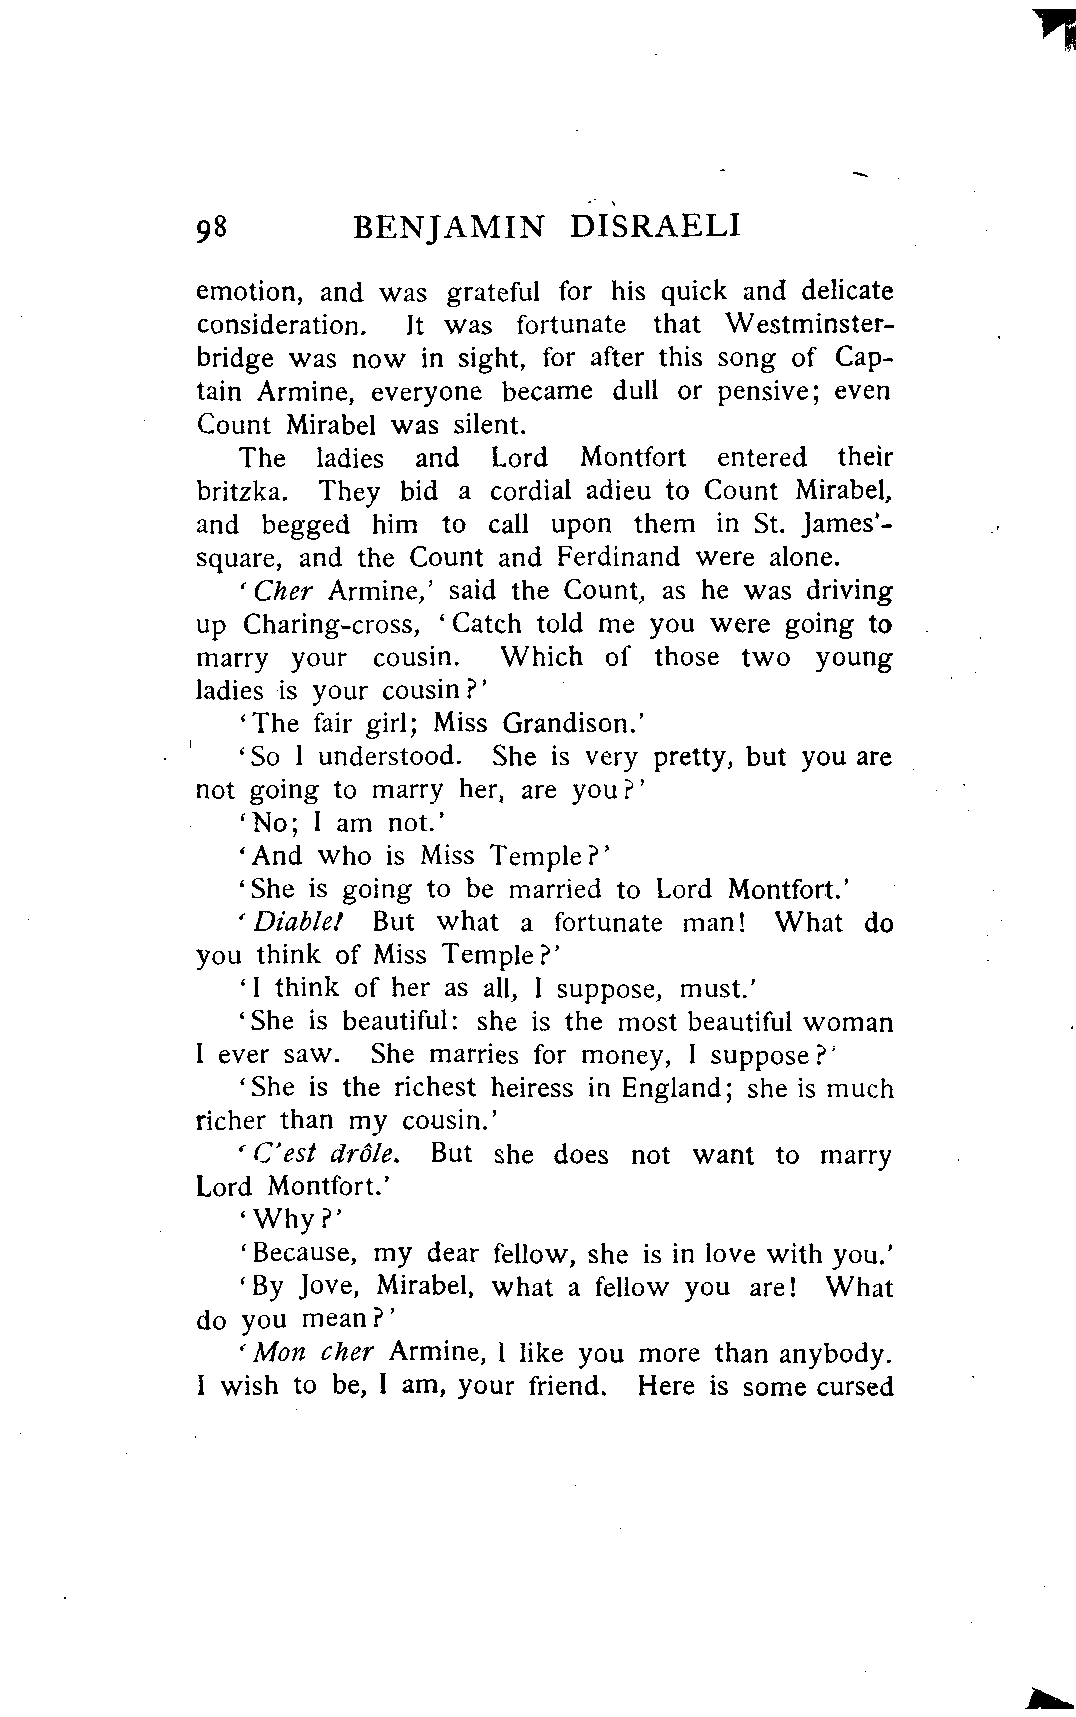 98 BENJAMIN DISRAELI
emotion, and was grateful for his quick and delicate
consideration. It was fortunate that Westminster-
bridge was now in sight, for after this song of Cap-
tain Armine, everyone became dull or pensive; even
Count Mirabel was silent.
The ladies and Lord Montfort entered their
britzka. They bid a cordial adieu to Count Mirabel,
and begged him to call upon them in St. James'-
square, and the Count and Ferdinand were alone.
'Cher Armine,' said the Count, as he was driving
up Charing-cross, 'Catch told me you were going to
marry your cousin. Which of those two young
ladies is your cousin?'
'The fair girl; Miss Grandison.'
'So I understood. She is very pretty, but you are
not going to marry her, are you?'
'No; I am not.'
'And who is Miss Temple?'
'She is going to be married to Lord Montfort.'
'Diable! But what a fortunate man! What do
you think of Miss Temple?'
'I think of her as all, I suppose, must.'
'She is beautiful: she is the most beautiful woman
I ever saw. She marries for money, I suppose?'
'She is the richest heiress in England; she is much
richer than my cousin.'
'C'est drôle. But she does not want to marry
Lord Montfort.'
'Why?'
'Because, my dear fellow, she is in love with you.'
'By Jove, Mirabel, what a fellow you are! What
do you mean?'
'Mon cher Armine, I like you more than anybody.
I wish to be, I am, your friend. Here is some cursed